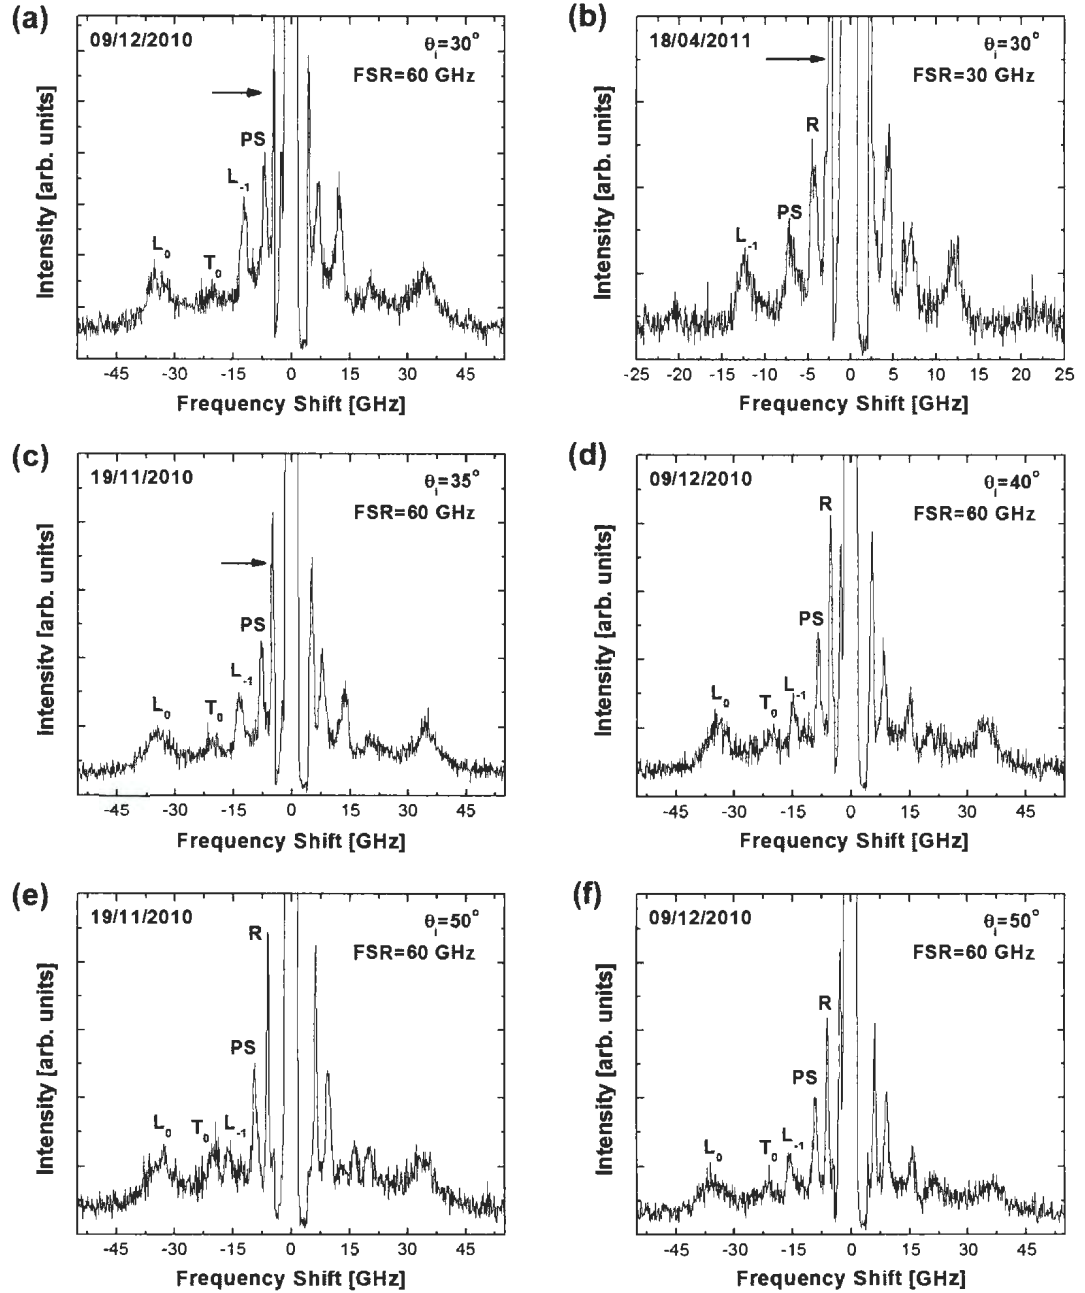 (a)
09/12/2010
θi=30°
FSR=60 GHz
PS
L-1
L0
T0
Intensity [arb. units]
-45 -30 -15 0 15 30 45
Frequency Shift [GHz]
(b)
18/04/2011
θi=30°
FSR=30 GHz
R
PS
L-1
Intensity [arb. units]
-25 -20 -15 -10 -5 0 5 10 15 20 25
Frequency Shift [GHz]
(c)
19/11/2010
θi=35°
FSR=60 GHz
PS
L-1
L0
T0
Intensity [arb. units]
-45 -30 -15 0 15 30 45
Frequency Shift [GHz]
(d)
09/12/2010
θi=40°
FSR=60 GHz
R
PS
L0
L-1
T0
Intensity [arb. units]
-45 -30 -15 0 15 30 45
Frequency Shift [GHz]
(e)
19/11/2010
θi=50°
FSR=60 GHz
R
PS
L0
T0
L-1
Intensity [arb. units]
-45 -30 -15 0 15 30 45
Frequency Shift [GHz]
(f)
09/12/2010
θi=50°
FSR=60 GHz
R
PS
L0
T0
L-1
Intensity [arb. units]
-45 -30 -15 0 15 30 45
Frequency Shift [GHz]